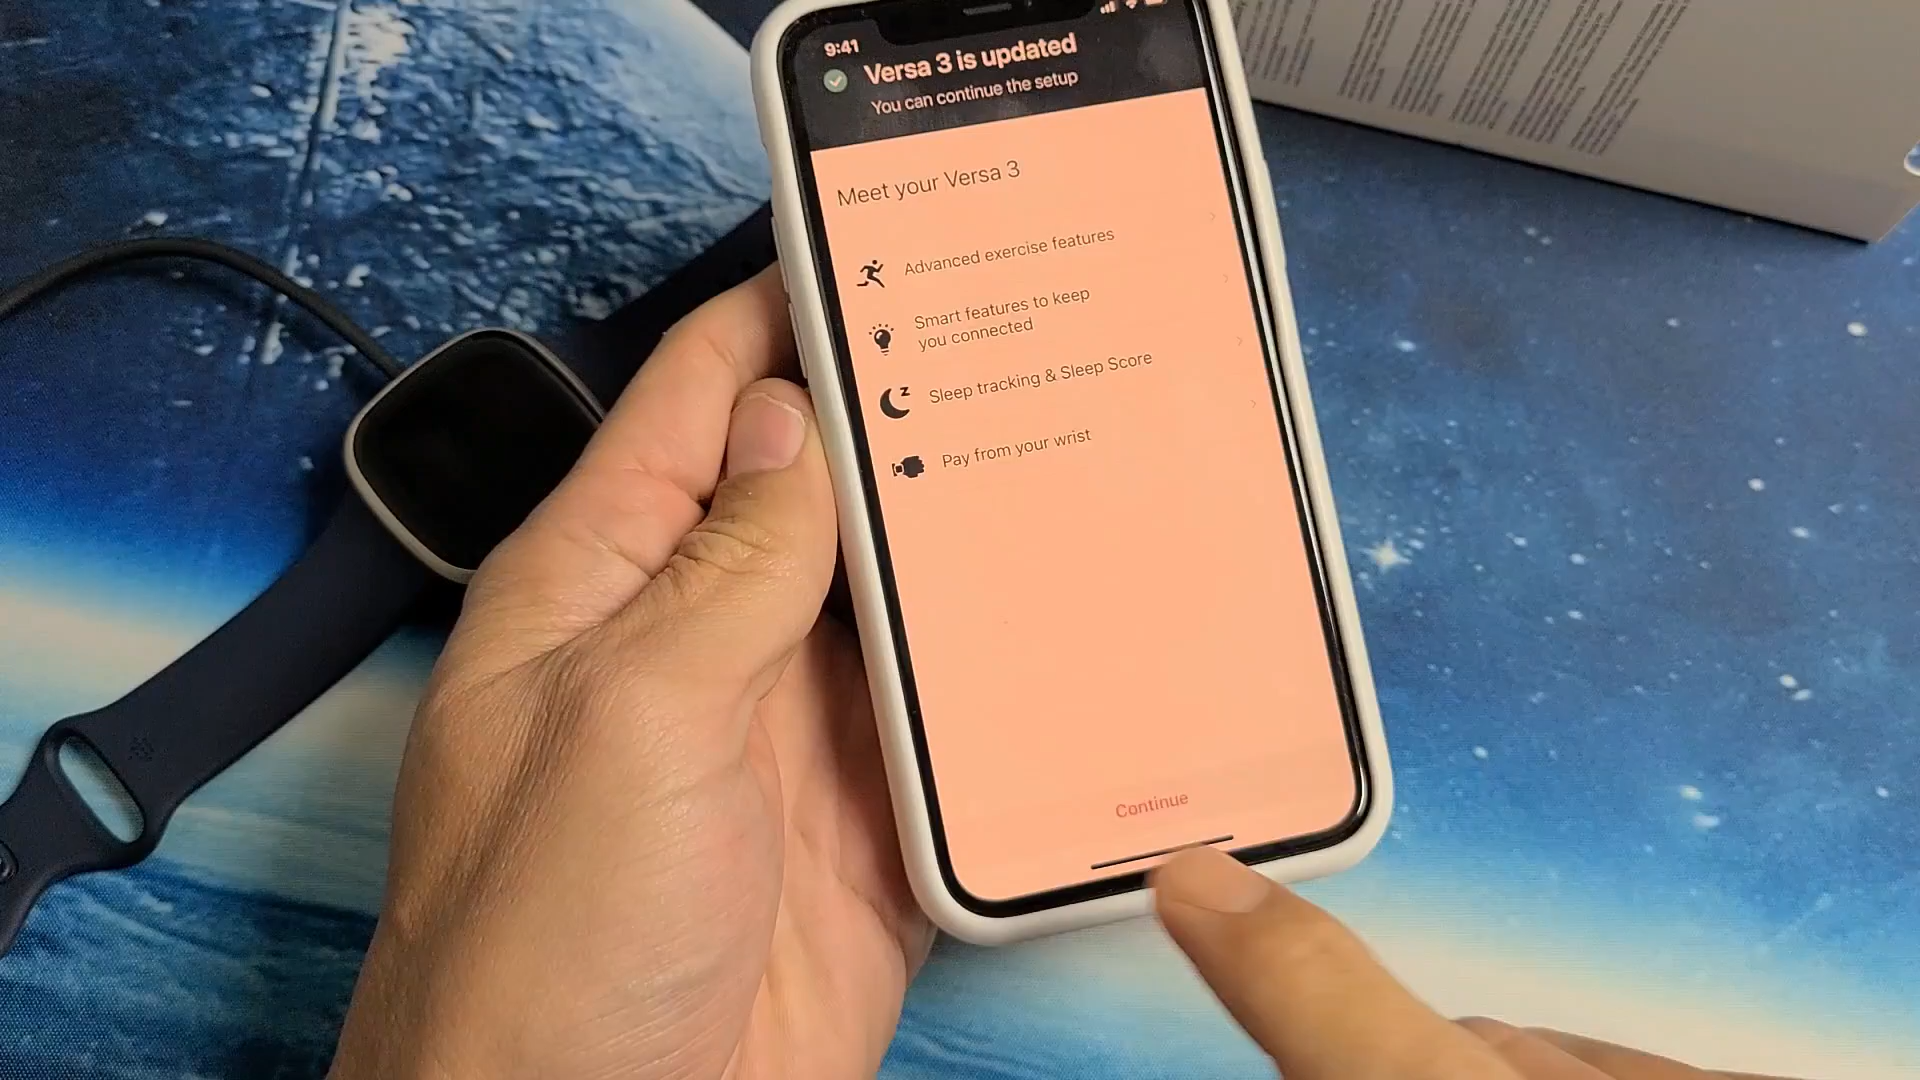 9:41
Versa 3 is updated
You can continue the setup
Meet your Versa 3
Advanced exercise features
Smart features to keep
you connected
Sleep tracking & Sleep Score
Pay from your wrist
Continue